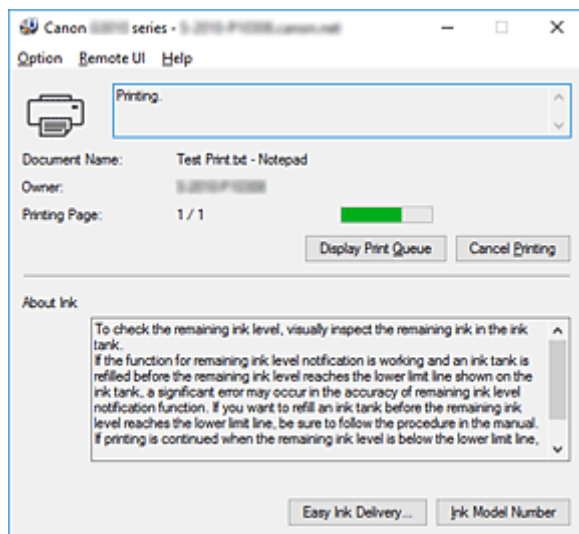 Canon series -
Option Remote UI Help
Printing.
Document Name: Test Print.txt - Notepad
Owner:
Printing Page: 1 / 1
Display Print Queue Cancel Printing
About Ink
To check the remaining ink level, visually inspect the remaining ink in the ink
tank.
If the function for remaining ink level notification is working and an ink tank is
refilled before the remaining ink level reaches the lower limit line shown on the
ink tank, a significant error may occur in the accuracy of remaining ink level
notification function. If you want to refill an ink tank before the remaining ink
level reaches the lower limit line, be sure to follow the procedure in the manual.
If printing is continued when the remaining ink level is below the lower limit line,
Easy Ink Delivery... Ink Model Number